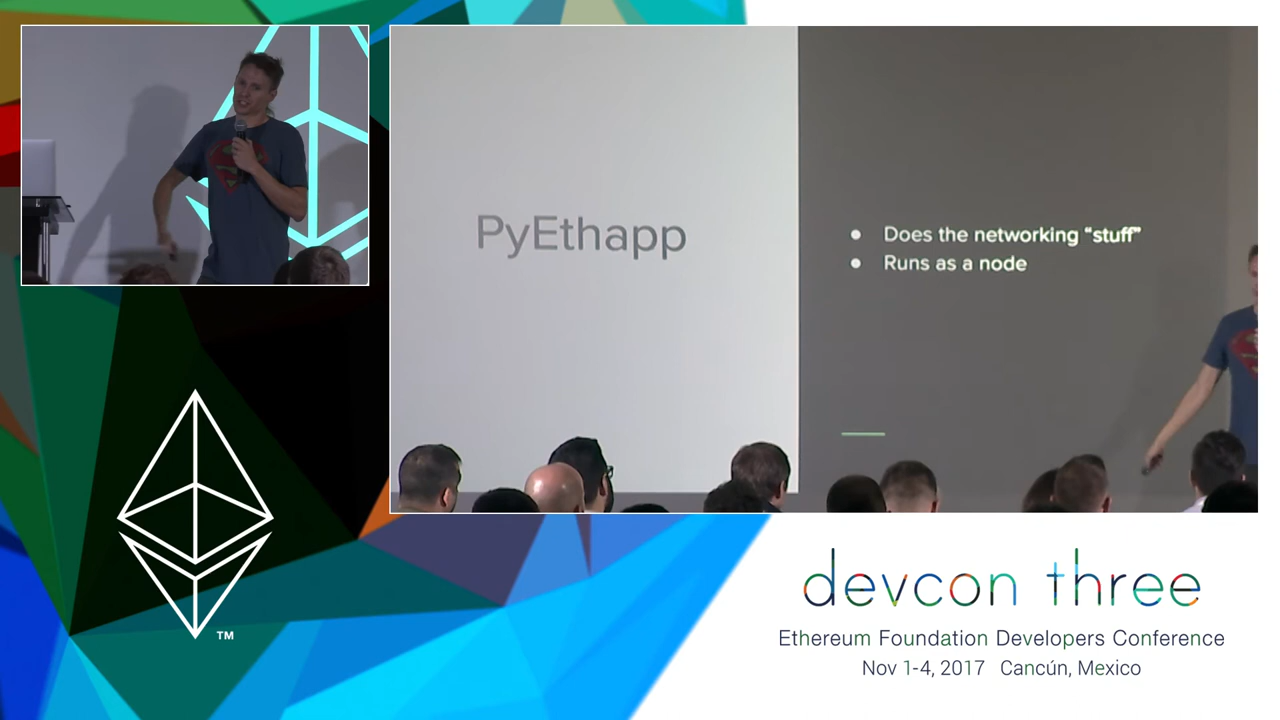 PyEthapp
● Does the networking “stuff”
● Runs as a node
TM
devcon three
Ethereum Foundation Developers Conference
Nov 1-4, 2017 Cancún, Mexico